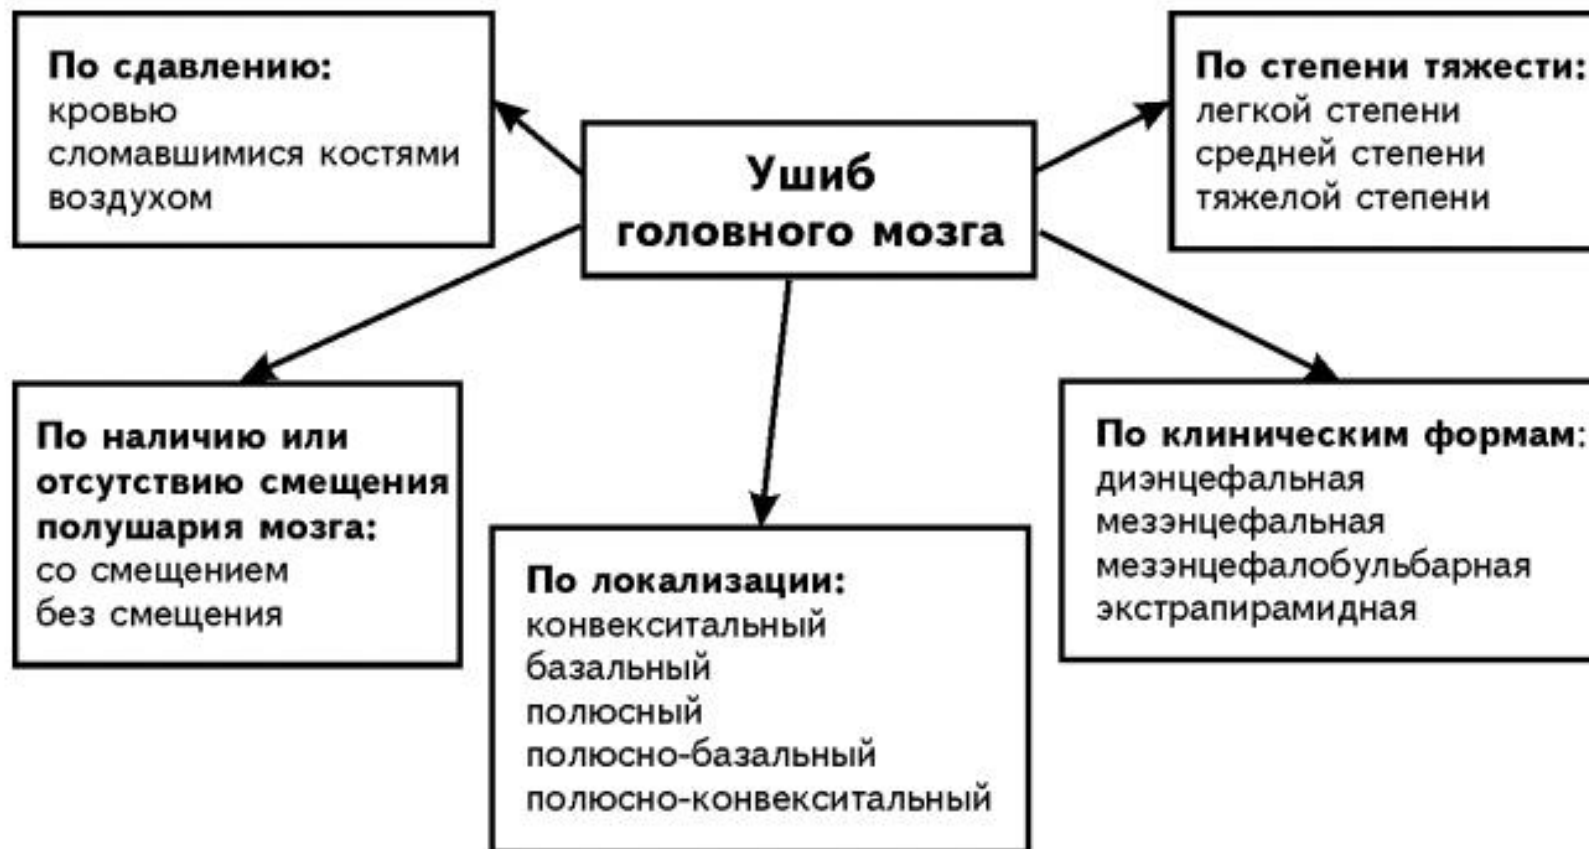 По сдавлению:
кровью
сломавшимися костями
воздухом
Ушиб
головного мозга
По степени тяжести:
легкой степени
средней степени
тяжелой степени
По наличию или
отсутствию смещения
полушария мозга:
со смещением
без смещения
По локализации:
конвекситальный
базальный
полюсный
полюсно-базальный
полюсно-конвекситальный
По клиническим формам:
диэнцефальная
мезэнцефальная
мезэнцефалобульбарная
экстрапирамидная